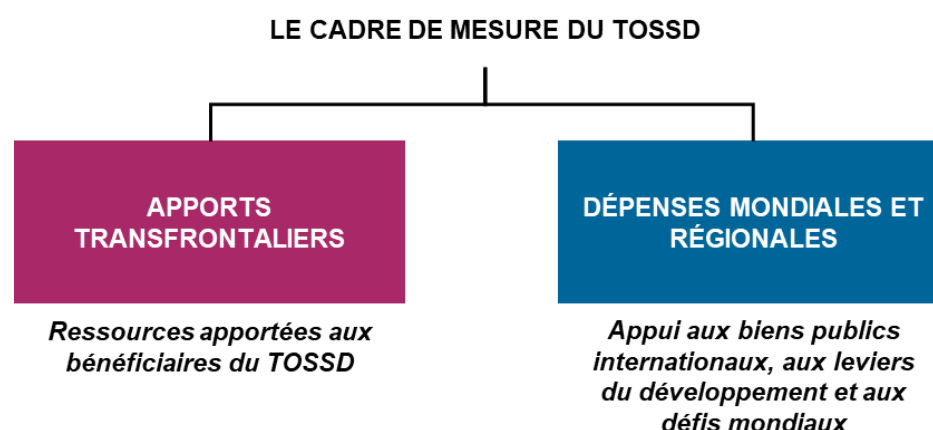 LE CADRE DE MESURE DU TOSSD
APPORTS
TRANSFRONTALIERS
Ressources apportées aux
bénéficiaires du TOSSD
DÉPENSES MONDIALES ET
RÉGIONALES
Appui aux biens publics
internationaux, aux leviers
du développement et aux
défis mondiaux